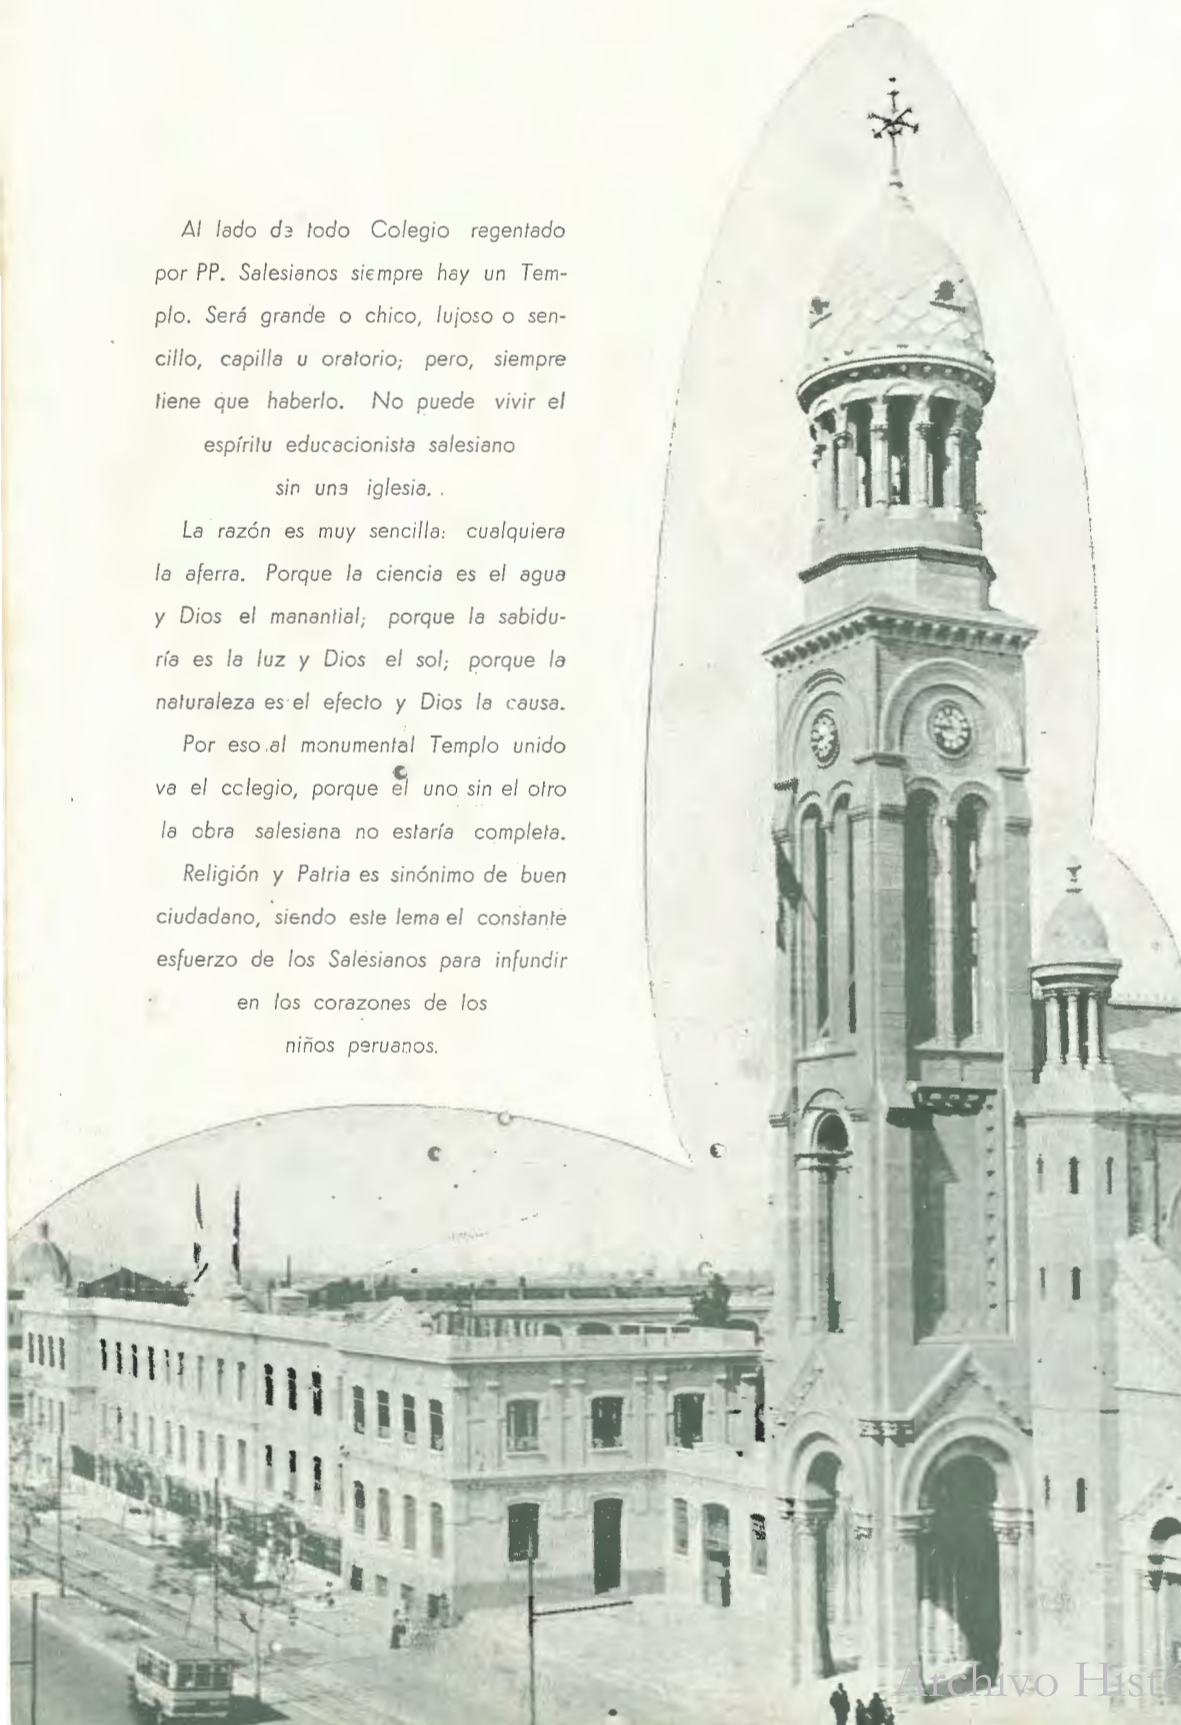 Al lado de todo Colegio regentado
por PP. Salesianos siempre hay un Tem-
plo. Será grande o chico, lujoso o sen-
cillo, capilla u oratorio; pero, siempre
tiene que haberlo. No puede vivir el
espíritu educacionista salesiano
sin una iglesia. .
La razón es muy sencilla: cualquiera
la aferra. Porque la ciencia es el agua
y Dios el manantial; porque la sabidu-
ría es la luz y Dios el sol; porque la
naturaleza es el efecto y Dios la causa.
Por eso al monumental Templo unido
va el colegio, porque el uno sin el otro
la obra salesiana no estaría completa.
Religión y Patria es sinónimo de buen
ciudadano, siendo este lema el constante
esfuerzo de los Salesianos para infundir
en los corazones de los
niños peruanos.
Archivo Histó